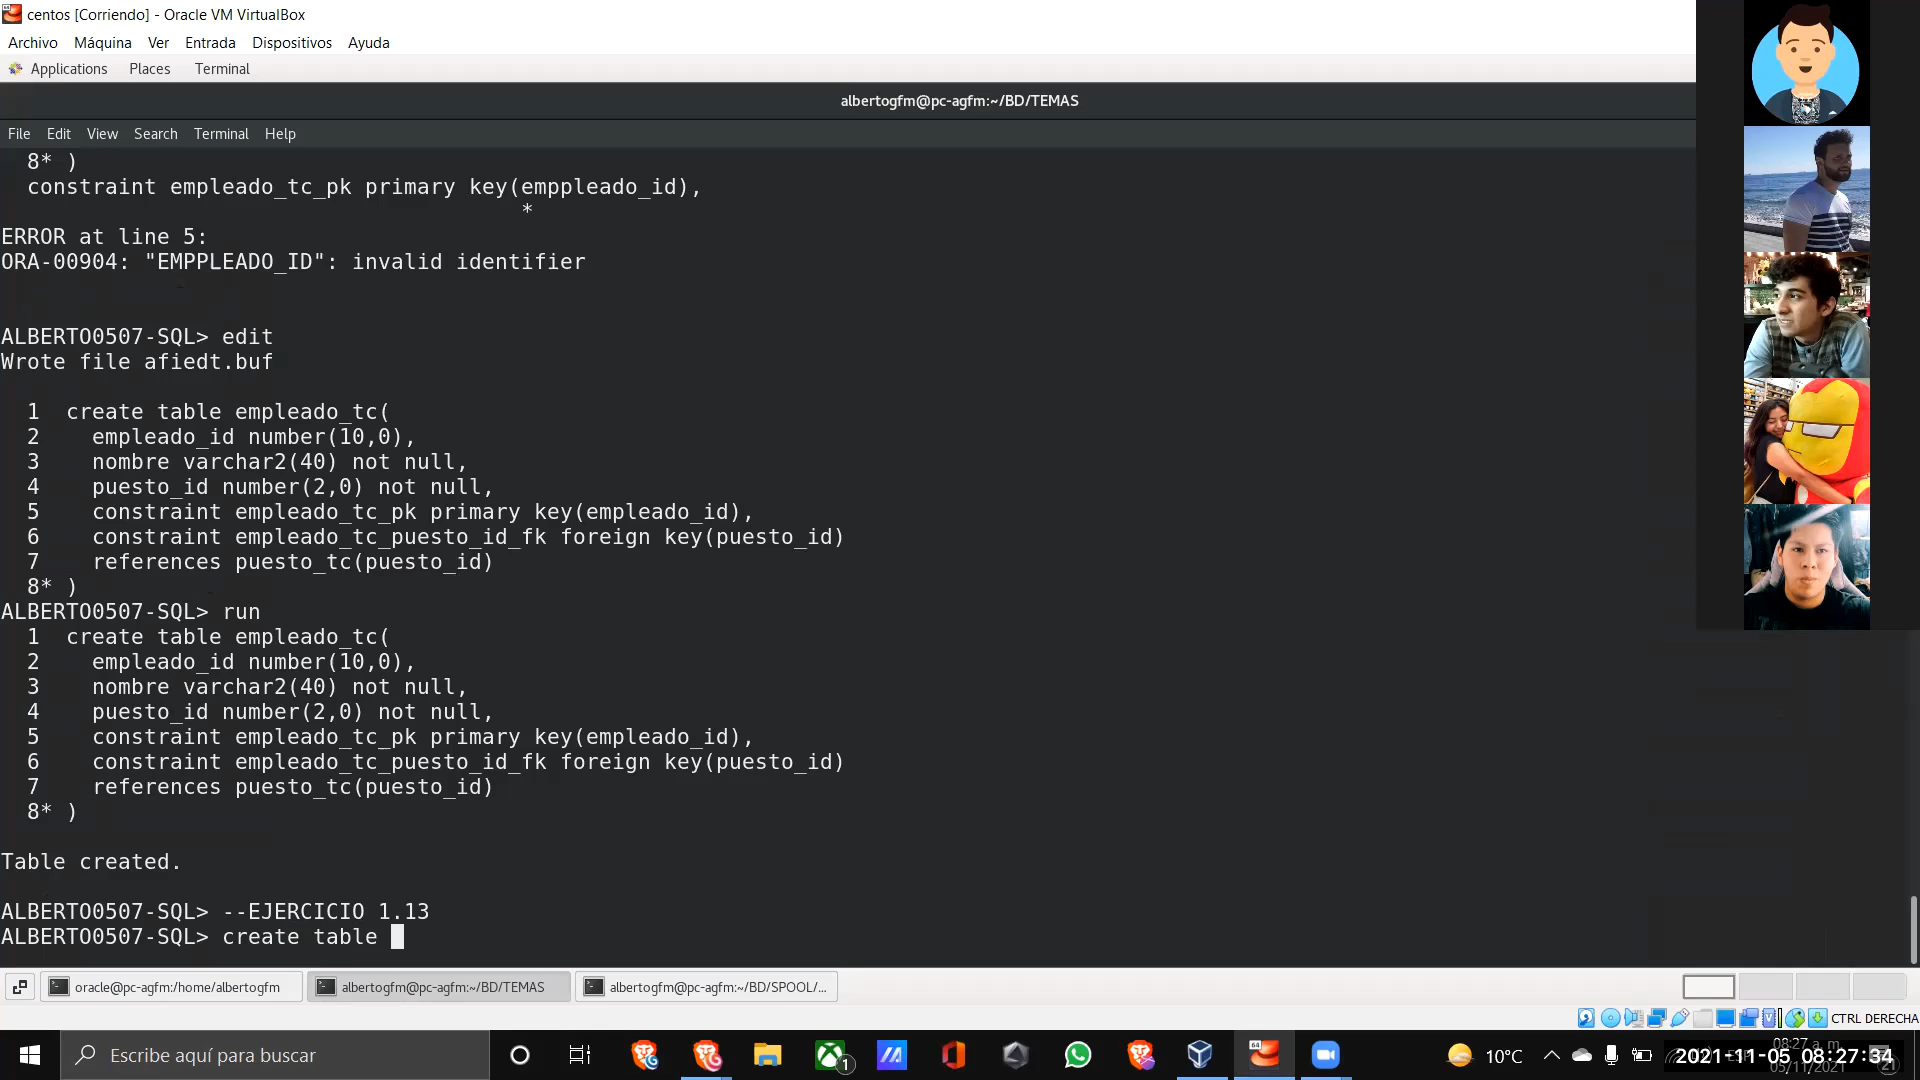 centos [Corriendo] - Oracle VM VirtualBox
Archivo Máquina Ver Entrada Dispositivos Ayuda
Applications Places Terminal
albertogfm@pc-agfm:~/BD/TEMAS
File Edit View Search Terminal Help
8* )
constraint empleado_tc_pk primary key(emppleado_id),
*
ERROR at line 5:
ORA-00904: "EMPPLEADO_ID": invalid identifier
ALBERTO0507-SQL> edit
Wrote file afiedt.buf
1 create table empleado_tc(
2 empleado_id number(10,0),
3 nombre varchar2(40) not null,
4 puesto_id number(2,0) not null,
5 constraint empleado_tc_pk primary key(empleado_id),
6 constraint empleado_tc_puesto_id_fk foreign key(puesto_id)
7 references puesto_tc(puesto_id)
8* )
ALBERTO0507-SQL> run
1 create table empleado_tc(
2 empleado_id number(10,0),
3 nombre varchar2(40) not null,
4 puesto_id number(2,0) not null,
5 constraint empleado_tc_pk primary key(empleado_id),
6 constraint empleado_tc_puesto_id_fk foreign key(puesto_id)
7 references puesto_tc(puesto_id)
8* )
Table created.
ALBERTO0507-SQL> --EJERCICIO 1.13
ALBERTO0507-SQL> create table
oracle@pc-agfm:/home/albertogfm
albertogfm@pc-agfm:~/BD/TEMAS
albertogfm@pc-agfm:~/BD/SPOOL/...
CTRL DERECHA
Escribe aquí para buscar
1
10°C
08:27 a. m.
2021-11-05 08:27:34
05/11/2021
21